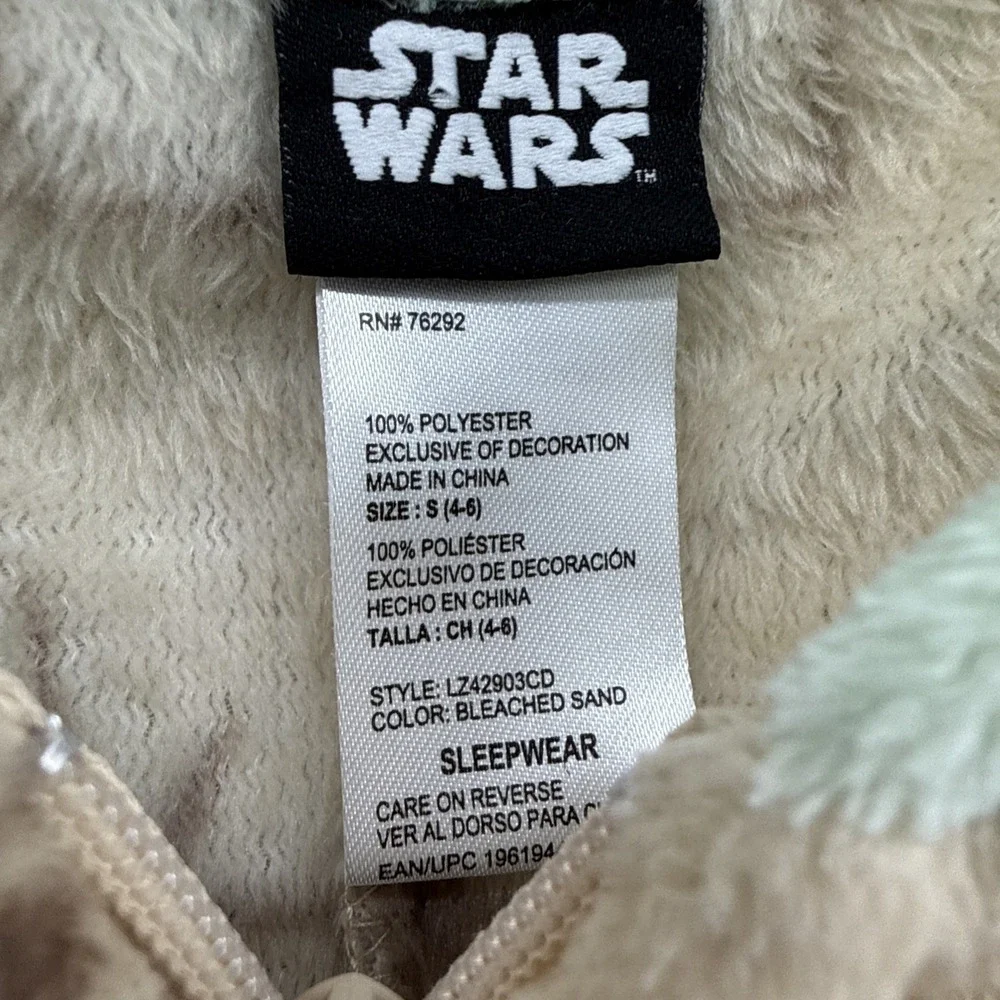 STAR
WARS
TM
RN# 76292
100% POLYESTER
EXCLUSIVE OF DECORATION
MADE IN CHINA
SIZE : S (4-6)
100% POLIÉSTER
EXCLUSIVO DE DECORACIÓN
HECHO EN CHINA
TALLA : CH (4-6)
STYLE: LZ42903CD
COLOR: BLEACHED SAND
SLEEPWEAR
CARE ON REVERSE
VER AL DORSO PARA
EAN/UPC 196194